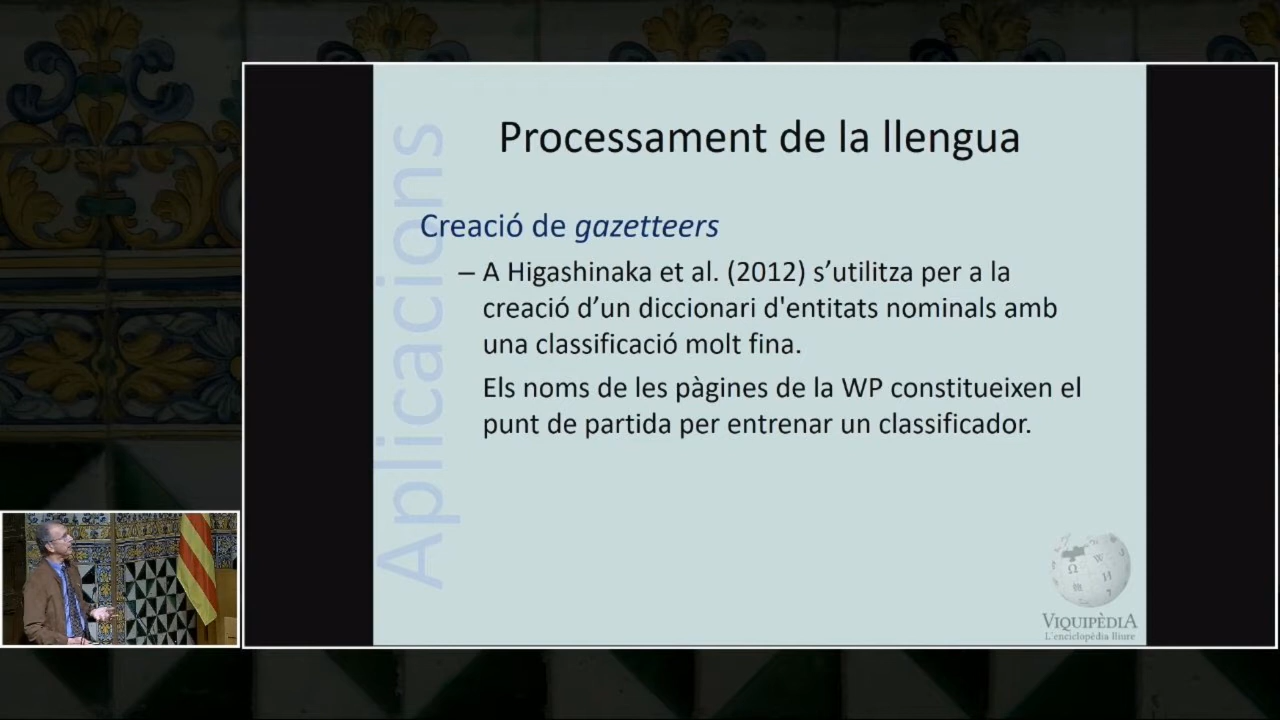 Processament de la llengua
Aplicacions
Creació de gazetteers
– A Higashinaka et al. (2012) s’utilitza per a la
creació d’un diccionari d'entitats nominals amb
una classificació molt fina.
Els noms de les pàgines de la WP constitueixen el
punt de partida per entrenar un classificador.
Ω W И
VIQUIPÈDIA
L'enciclopèdia lliure